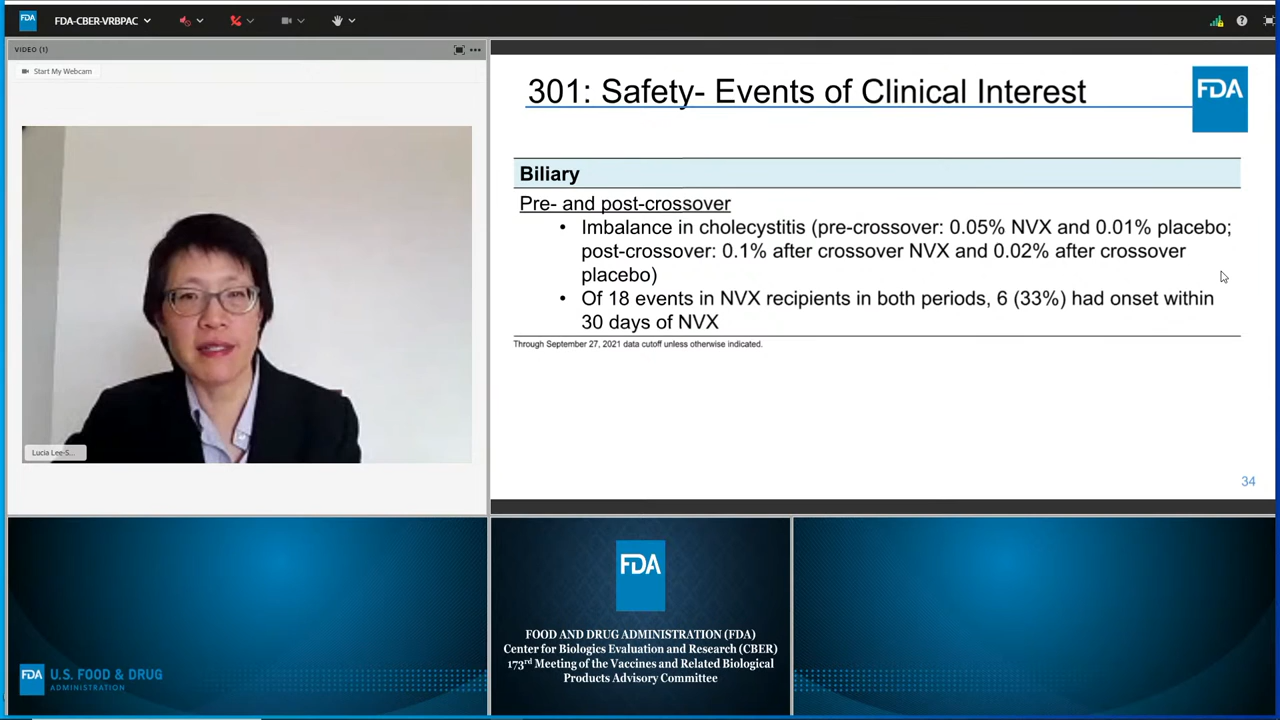 FDA
FDA-CBER-VRBPAC
VIDEO (1)
Start My Webcam
Lucia Lee-S...
301: Safety- Events of Clinical Interest
FDA
Biliary
Pre- and post-crossover
• Imbalance in cholecystitis (pre-crossover: 0.05% NVX and 0.01% placebo;
post-crossover: 0.1% after crossover NVX and 0.02% after crossover
placebo)
• Of 18 events in NVX recipients in both periods, 6 (33%) had onset within
30 days of NVX
Through September 27, 2021 data cutoff unless otherwise indicated.
34
FDA U.S. FOOD & DRUG
ADMINISTRATION
FDA
FOOD AND DRUG ADMINISTRATION (FDA)
Center for Biologics Evaluation and Research (CBER)
173rd Meeting of the Vaccines and Related Biological
Products Advisory Committee